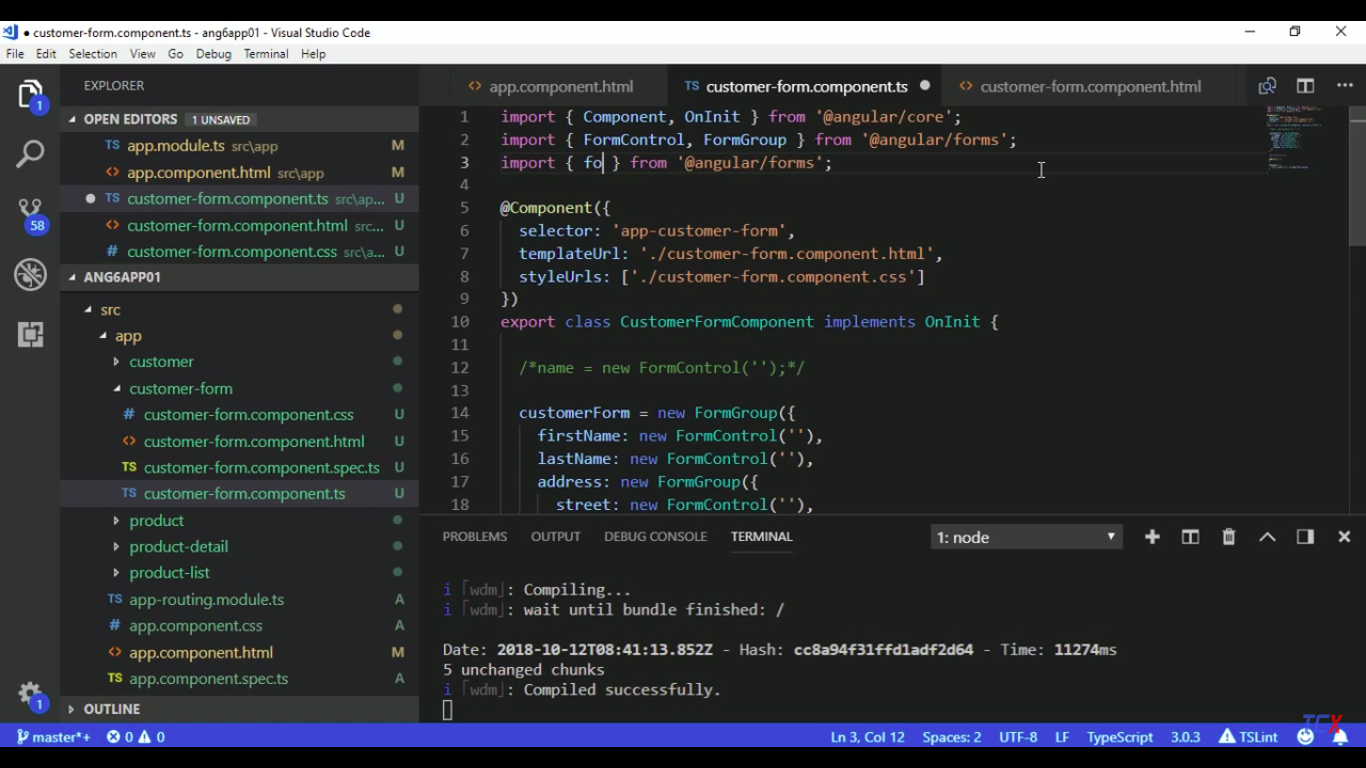 customer-form.component.ts - ang6app01 - Visual Studio Code
File Edit Selection View Go Debug Terminal Help
EXPLORER
OPEN EDITORS 1 UNSAVED
TS app.module.ts src\app M
<> app.component.html src\app M
● TS customer-form.component.ts src\ap... U
<> customer-form.component.html src... U
# customer-form.component.css src\a... U
ANG6APP01
src
app
customer
customer-form
# customer-form.component.css U
<> customer-form.component.html U
TS customer-form.component.spec.ts U
TS customer-form.component.ts U
product
product-detail
product-list
TS app-routing.module.ts A
# app.component.css A
<> app.component.html M
TS app.component.spec.ts A
OUTLINE
1
58
1
<> app.component.html TS customer-form.component.ts ● <> customer-form.component.html
1 import { Component, OnInit } from '@angular/core';
2 import { FormControl, FormGroup } from '@angular/forms';
3 import { fo } from '@angular/forms';
4
5 @Component({
6 selector: 'app-customer-form',
7 templateUrl: './customer-form.component.html',
8 styleUrls: ['./customer-form.component.css']
9 })
10 export class CustomerFormComponent implements OnInit {
11
12 /*name = new FormControl('');*/
13
14 customerForm = new FormGroup({
15 firstName: new FormControl(''),
16 lastName: new FormControl(''),
17 address: new FormGroup({
18 street: new FormControl(''),
PROBLEMS OUTPUT DEBUG CONSOLE TERMINAL 1: node
i ｢wdm｣: Compiling...
i ｢wdm｣: wait until bundle finished: /
Date: 2018-10-12T08:41:13.852Z - Hash: cc8a94f31ffd1adf2d64 - Time: 11274ms
5 unchanged chunks
i ｢wdm｣: Compiled successfully.
master*+ 0 0 Ln 3, Col 12 Spaces: 2 UTF-8 LF TypeScript 3.0.3 TSLint